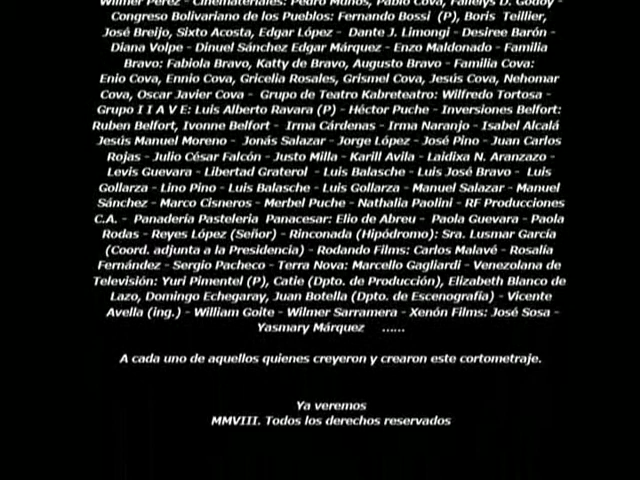 Wilmer Pérez - Cinemateriales: Pedro Muños, Pablo Cova, D. Godoy -
Congreso Bolivariano de los Pueblos: Fernando Bossi (P), Boris Teillier,
José Breijo, Sixto Acosta, Edgar López - Dante J. Limongi - Desiree Barón -
Diana Volpe - Dinuel Sánchez Edgar Márquez - Enzo Maldonado - Familia
Bravo: Fabiola Bravo, Katty de Bravo, Augusto Bravo - Familia Cova:
Enio Cova, Ennio Cova, Gricelia Rosales, Grismel Cova, Jesús Cova, Nehomar
Cova, Oscar Javier Cova - Grupo de Teatro Kabreteatro: Wilfredo Tortosa -
Grupo I I A V E: Luis Alberto Ravara (P) - Héctor Puche - Inversiones Belfort:
Ruben Belfort, Ivonne Belfort - Irma Cárdenas - Irma Naranjo - Isabel Alcalá
Jesús Manuel Moreno - Jonás Salazar - Jorge López - José Pino - Juan Carlos
Rojas - Julio César Falcón - Justo Milla - Karill Avila - Laidixa N. Aranzazo -
Levis Guevara - Libertad Graterol - Luis Balasche - Luis José Bravo - Luis
Gollarza - Lino Pino - Luis Balasche - Luis Gollarza - Manuel Salazar - Manuel
Sánchez - Marco Cisneros - Merbel Puche - Nathalia Paolini - RF Producciones
C.A. - Panadería Pasteleria Panacesar: Elio de Abreu - Paola Guevara - Paola
Rodas - Reyes López (Señor) - Rinconada (Hipódromo): Sra. Lusmar García
(Coord. adjunta a la Presidencia) - Rodando Films: Carlos Malavé - Rosalía
Fernández - Sergio Pacheco - Terra Nova: Marcello Gagliardi - Venezolana de
Televisión: Yuri Pimentel (P), Catie (Dpto. de Producción), Elizabeth Blanco de
Lazo, Domingo Echegaray, Juan Botella (Dpto. de Escenografía) - Vicente
Avella (ing.) - William Goite - Wilmer Sarramera - Xenón Films: José Sosa -
Yasmary Márquez ......
A cada uno de aquellos quienes creyeron y crearon este cortometraje.
Ya veremos
MMVIII. Todos los derechos reservados